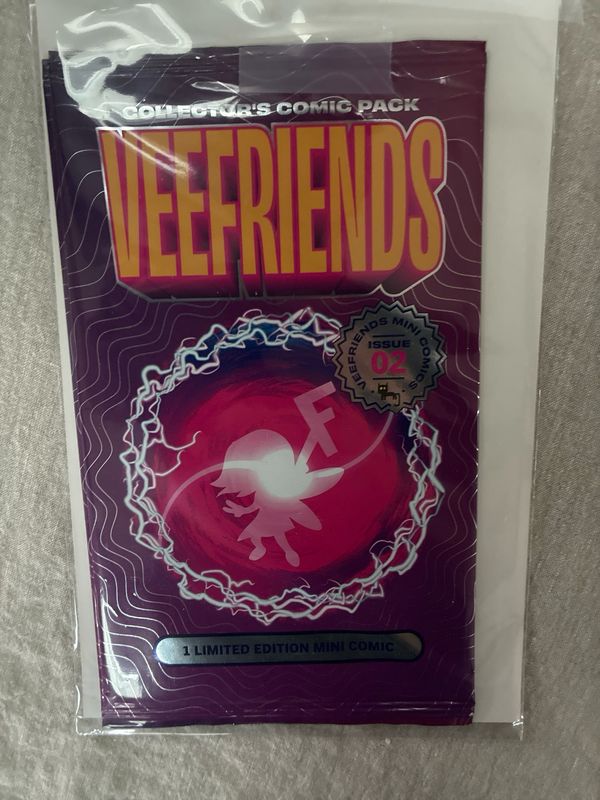 COLLECTOR'S COMIC PACK
VEEFRIENDS
VEEFRIENDS MINI COMICS
ISSUE
02
F
1 LIMITED EDITION MINI COMIC